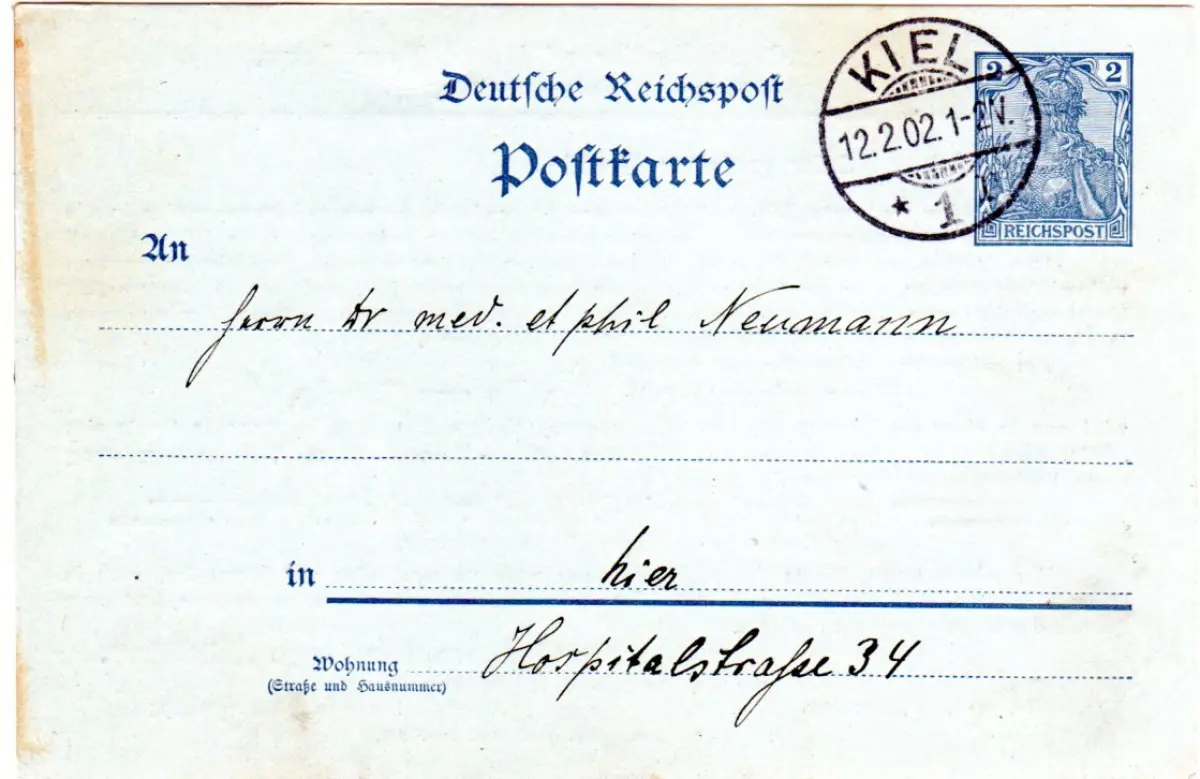 Deutſche Reichspoſt
Poſtkarte
KIEL
12.2.02.1-2N.
* 1
2 2
REICHSPOST
An
Herrn Dr med. et phil Neumann
in hier
Wohnung Hospitalstraſse 34
(Straße und Hausnummer)